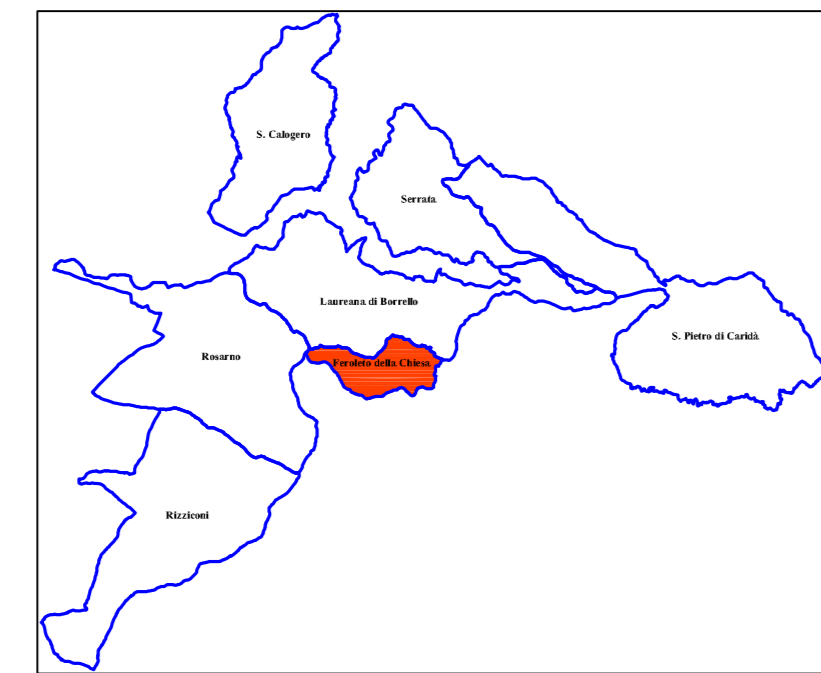 S. Calogero
Serrata
Laureana di Borrello
S. Pietro di Caridà
Rosarno
Feroleto della Chiesa
Rizziconi